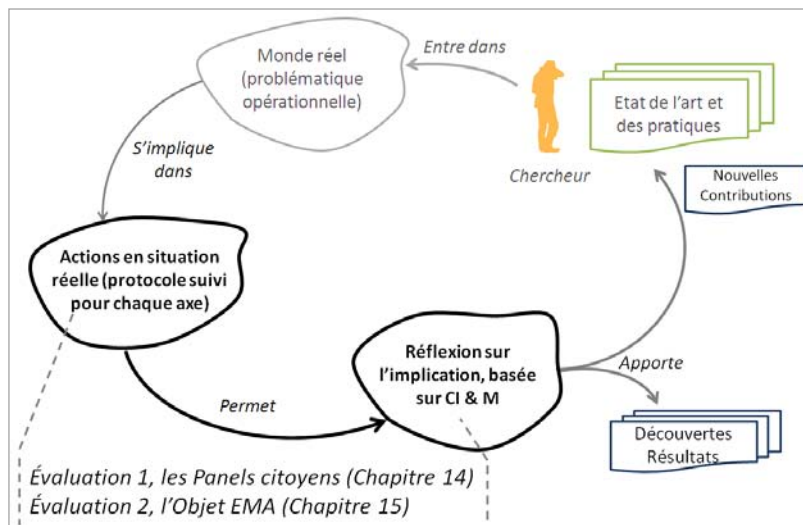 Monde réel
(problématique
opérationnelle)
Entre dans
Etat de l'art et
des pratiques
S'implique
dans
Chercheur
Nouvelles
Contributions
Actions en situation
réelle (protocole suivi
pour chaque axe)
Réflexion sur
l'implication, basée
sur CI & M
Apporte
Permet
Découvertes
Résultats
Évaluation 1, les Panels citoyens (Chapitre 14)
Évaluation 2, l'Objet EMA (Chapitre 15)